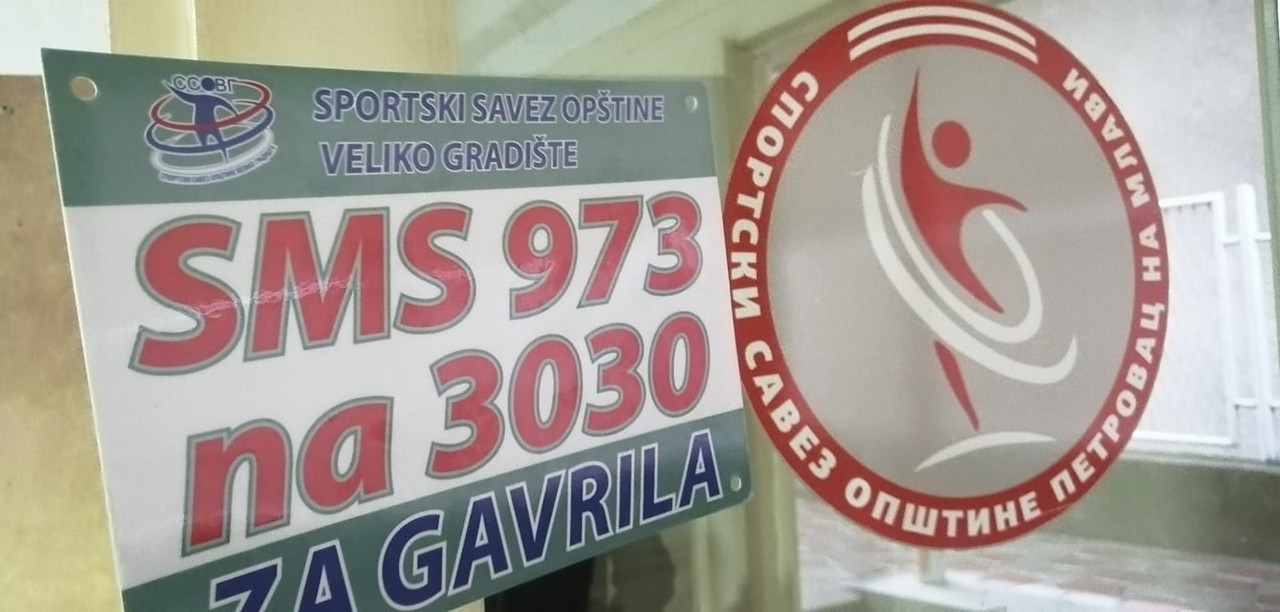 ССОВГ
SPORTSKI SAVEZ OPŠTINE
VELIKO GRADIŠTE
SMS 973
na 3030
ZA GAVRILA
СПОРТСКИ САВЕЗ ОПШТИНЕ ПЕТРОВАЦ НА МЛАВИ